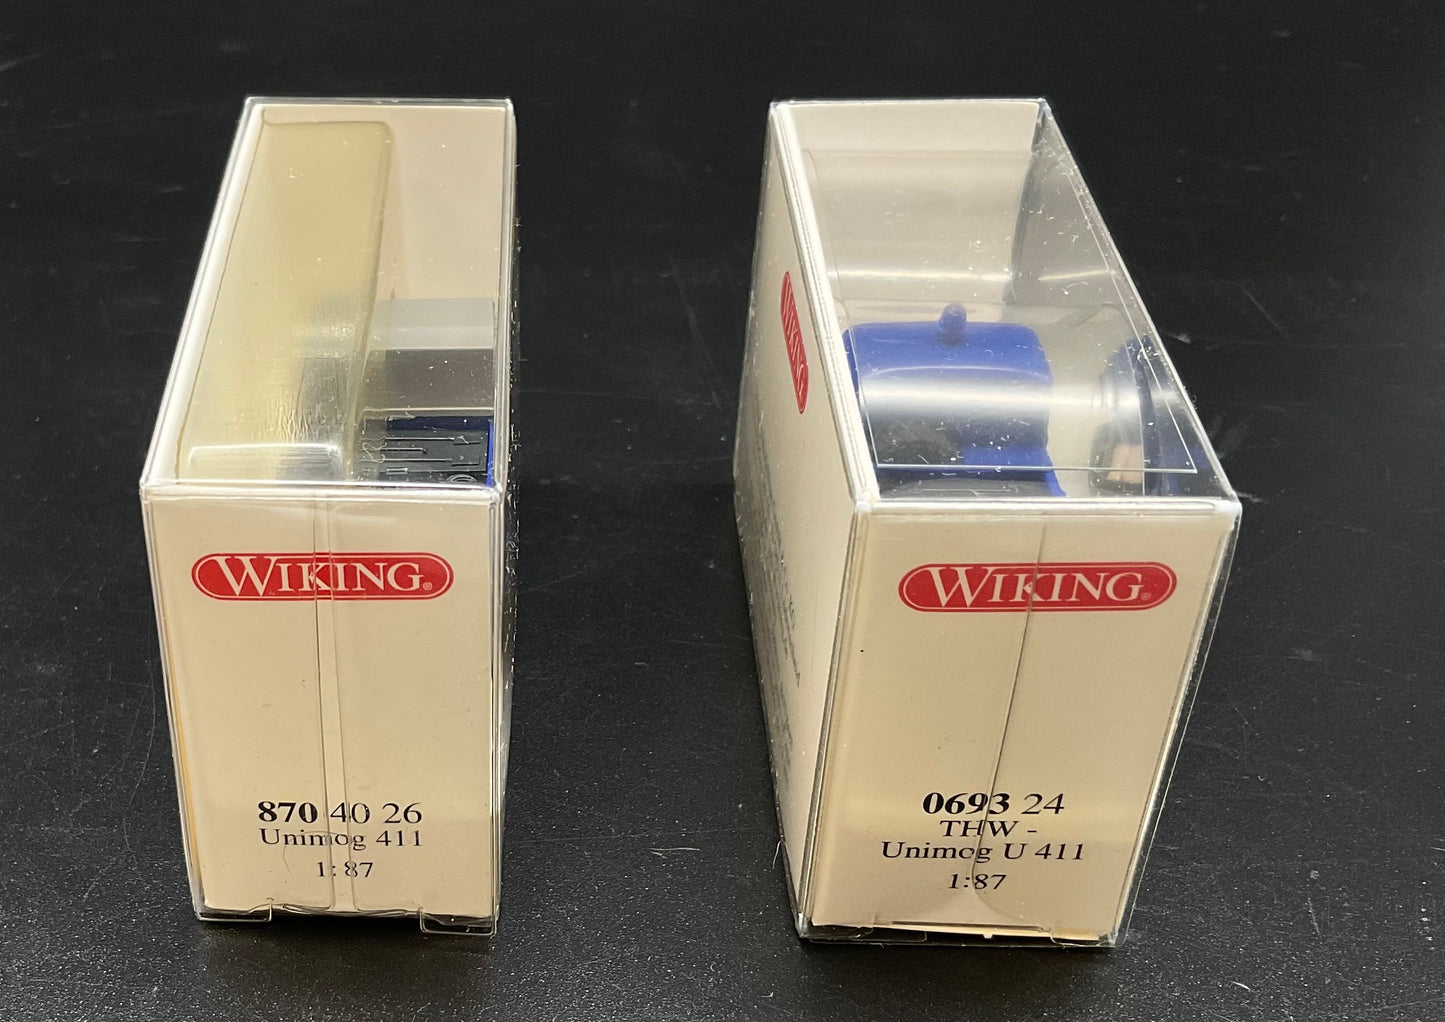 WIKING®
870 40 26
Unimog 411
1:87
WIKING
WIKING®
0693 24
THW -
Unimog U 411
1:87